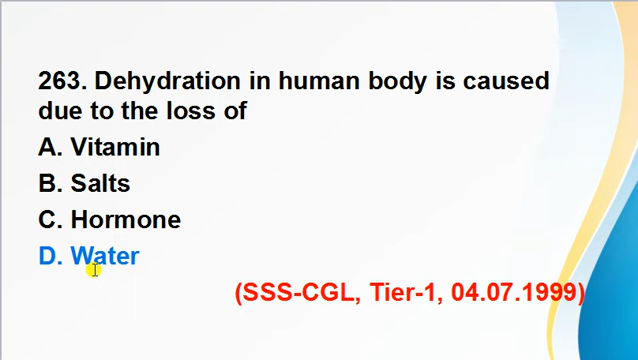 263. Dehydration in human body is caused
due to the loss of
A. Vitamin
B. Salts
C. Hormone
D. Water
(SSS-CGL, Tier-1, 04.07.1999)